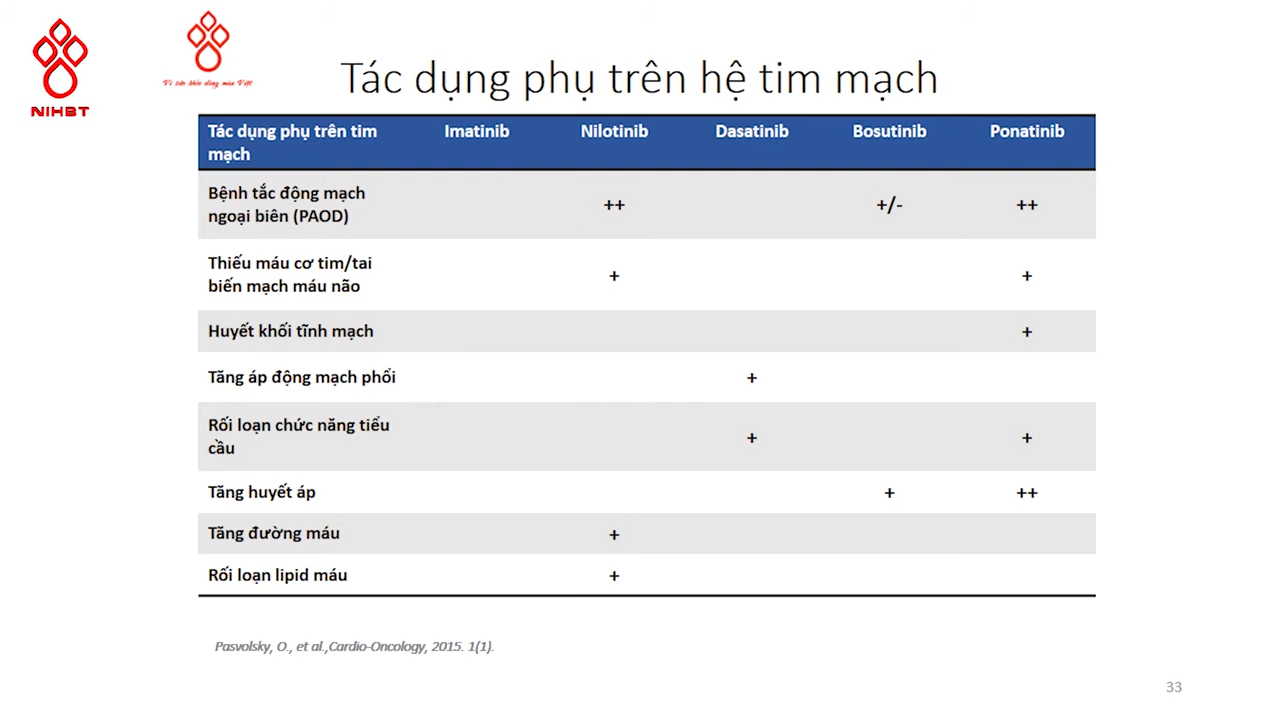 NIHBT
Vì sức khỏe dòng máu Việt
Tác dụng phụ trên hệ tim mạch
Tác dụng phụ trên tim mạch Imatinib Nilotinib Dasatinib Bosutinib Ponatinib
Bệnh tắc động mạch ngoại biên (PAOD) ++ +/- ++
Thiếu máu cơ tim/tai biến mạch máu não + +
Huyết khối tĩnh mạch +
Tăng áp động mạch phổi +
Rối loạn chức năng tiểu cầu + +
Tăng huyết áp + ++
Tăng đường máu +
Rối loạn lipid máu +
Pasvolsky, O., et al.,Cardio-Oncology, 2015. 1(1).
33